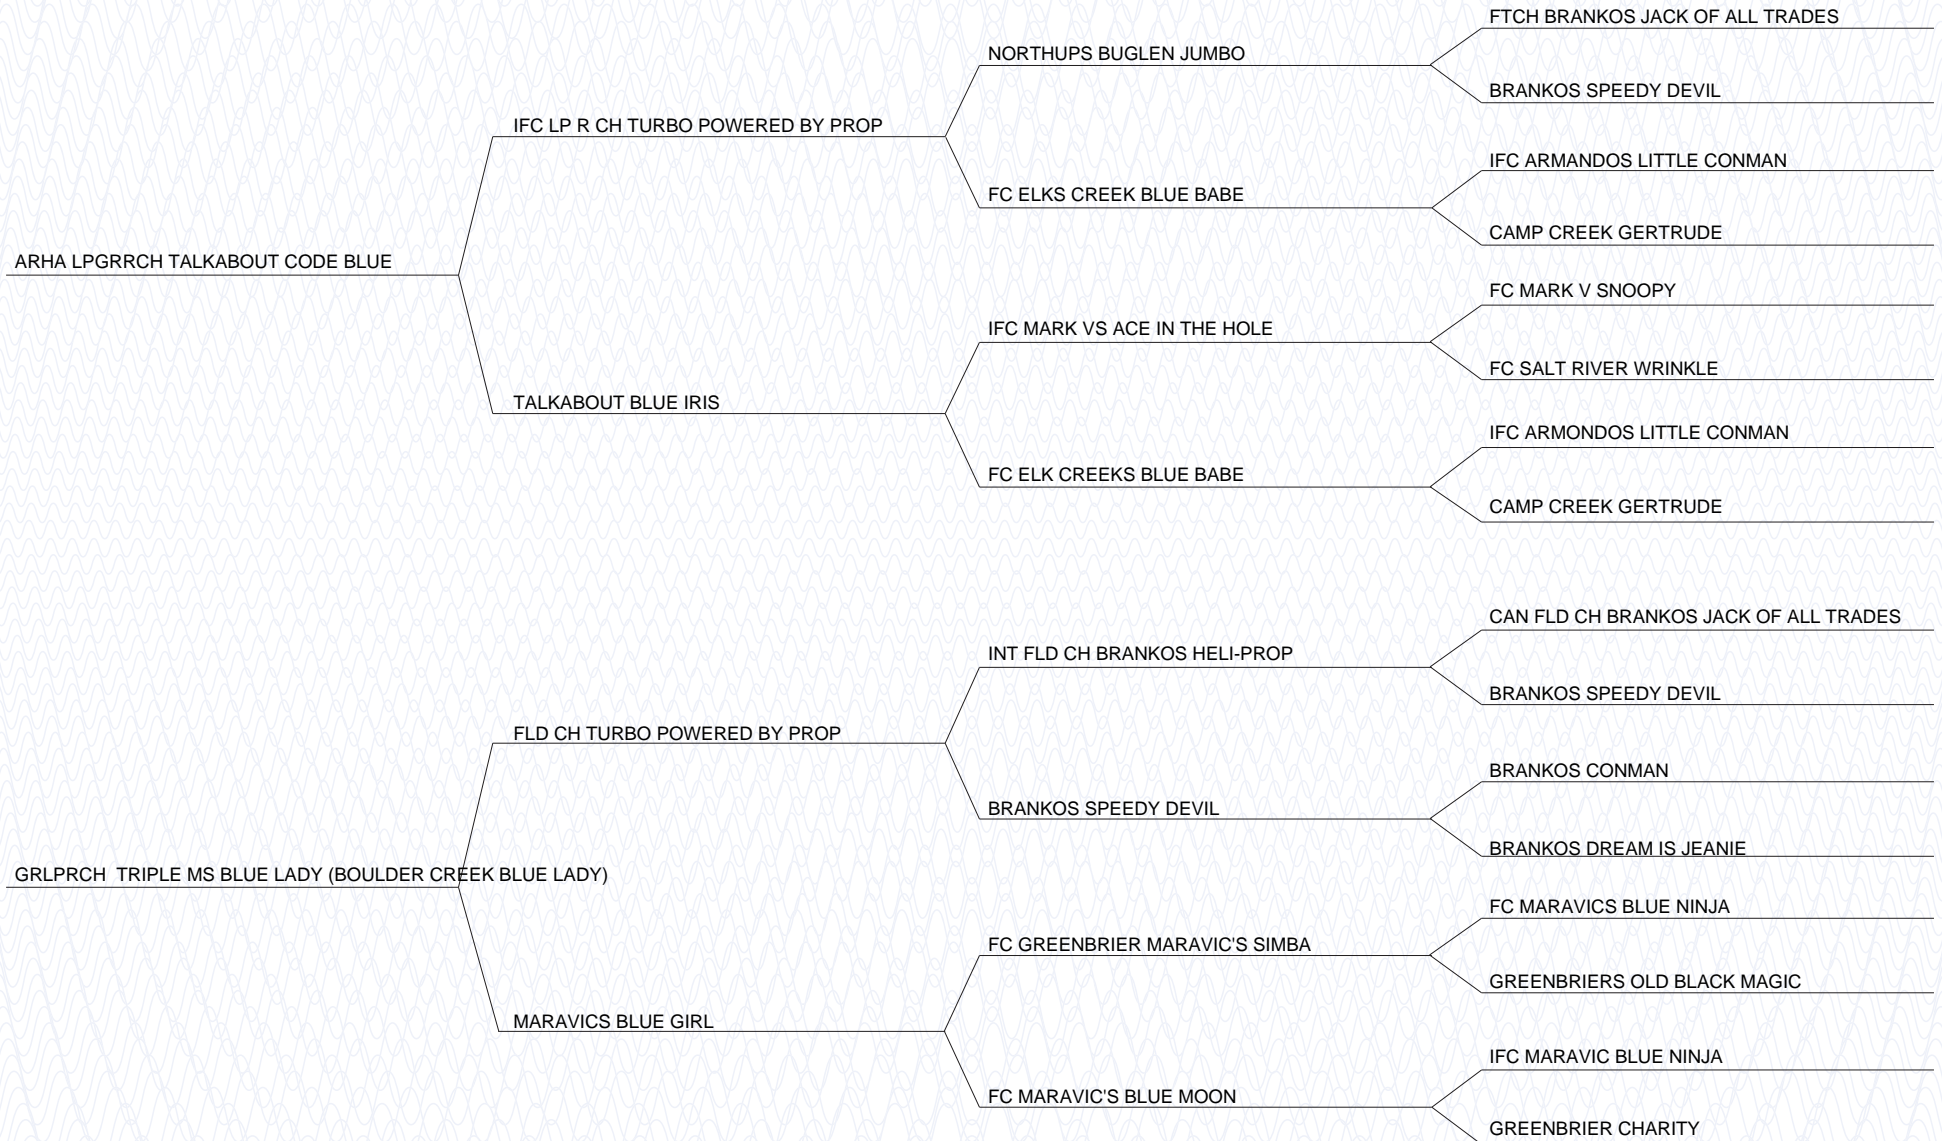 FTCH BRANKOS JACK OF ALL TRADES
NORTHUPS BUGLEN JUMBO
BRANKOS SPEEDY DEVIL
IFC LP R CH TURBO POWERED BY PROP
IFC ARMANDOS LITTLE CONMAN
FC ELKS CREEK BLUE BABE
CAMP CREEK GERTRUDE
ARHA LPGRRCH TALKABOUT CODE BLUE
FC MARK V SNOOPY
IFC MARK VS ACE IN THE HOLE
FC SALT RIVER WRINKLE
TALKABOUT BLUE IRIS
IFC ARMONDOS LITTLE CONMAN
FC ELK CREEKS BLUE BABE
CAMP CREEK GERTRUDE
CAN FLD CH BRANKOS JACK OF ALL TRADES
INT FLD CH BRANKOS HELI-PROP
BRANKOS SPEEDY DEVIL
FLD CH TURBO POWERED BY PROP
BRANKOS CONMAN
BRANKOS SPEEDY DEVIL
BRANKOS DREAM IS JEANIE
GRLPRCH  TRIPLE MS BLUE LADY (BOULDER CREEK BLUE LADY)
FC MARAVICS BLUE NINJA
FC GREENBRIER MARAVIC'S SIMBA
GREENBRIERS OLD BLACK MAGIC
MARAVICS BLUE GIRL
IFC MARAVIC BLUE NINJA
FC MARAVIC'S BLUE MOON
GREENBRIER CHARITY